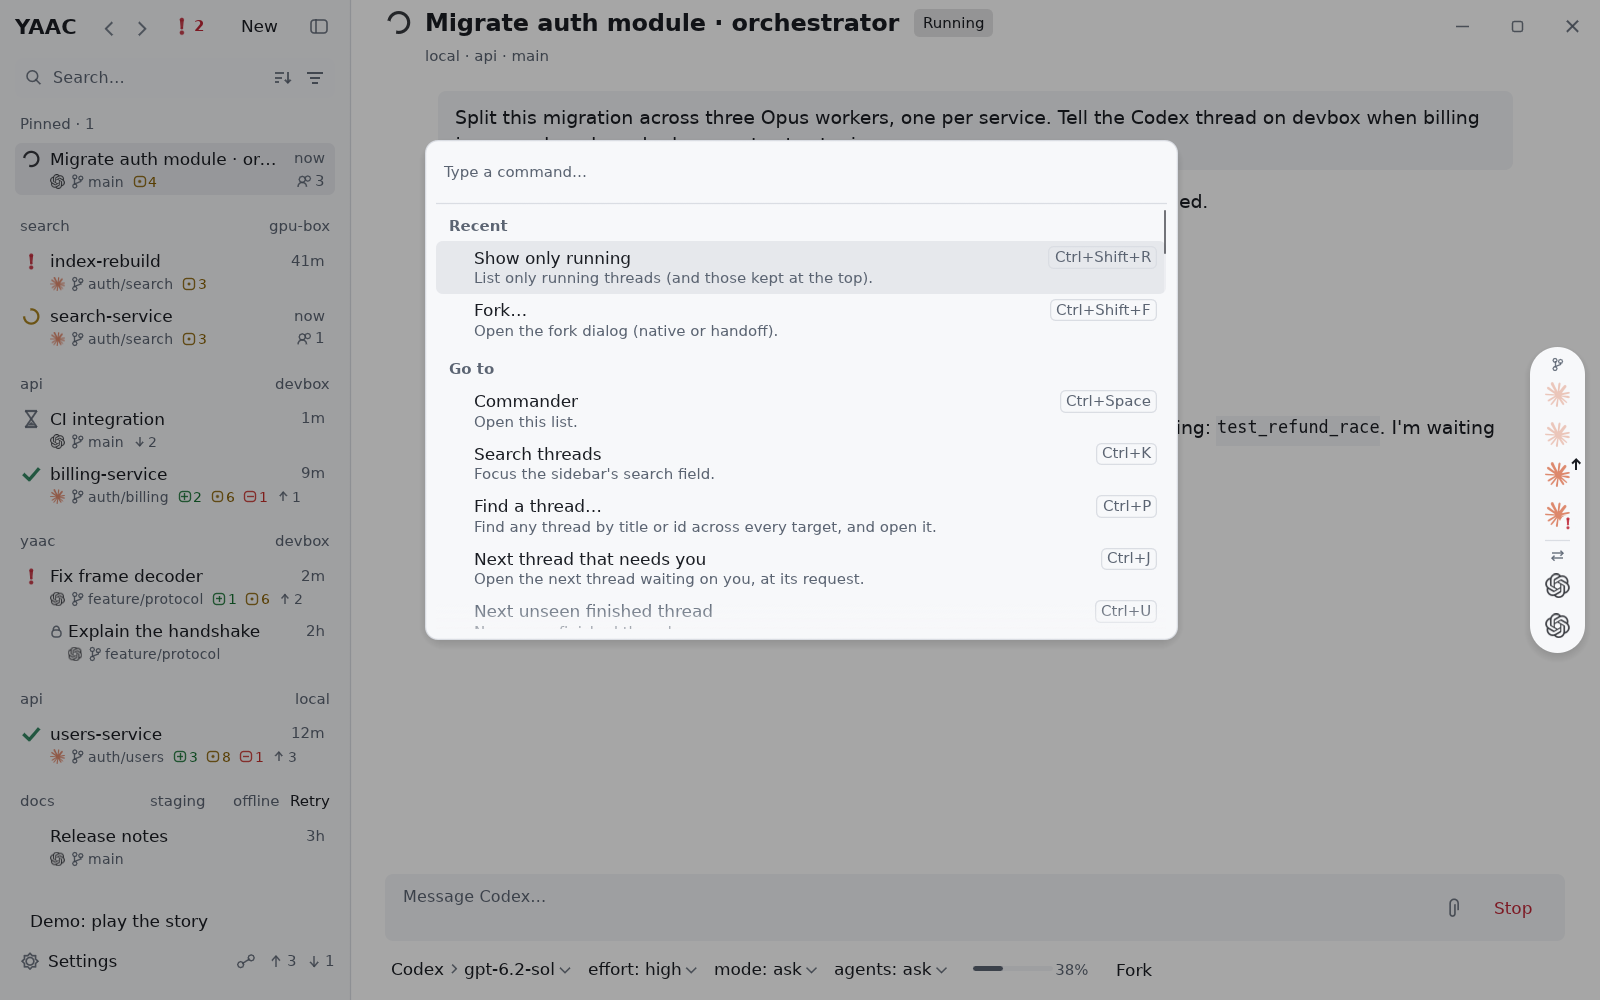 YAAC
2
New
Search...
Pinned · 1
Migrate auth module · or...
now
main
4
3
search
gpu-box
index-rebuild
41m
auth/search
3
search-service
now
auth/search
3
1
api
devbox
CI integration
1m
main
2
billing-service
9m
auth/billing
2
6
1
1
yaac
devbox
Fix frame decoder
2m
feature/protocol
1
6
2
Explain the handshake
2h
feature/protocol
api
local
users-service
12m
auth/users
3
8
1
3
docs
staging
offline
Retry
Release notes
3h
main
Demo: play the story
Settings
3
1
Migrate auth module · orchestrator
Running
local · api · main
Split this migration across three Opus workers, one per service. Tell the Codex thread on devbox when billing
ed.
ing: test_refund_race. I'm waiting
Type a command...
Recent
Show only running
Ctrl+Shift+R
List only running threads (and those kept at the top).
Fork...
Ctrl+Shift+F
Open the fork dialog (native or handoff).
Go to
Commander
Ctrl+Space
Open this list.
Search threads
Ctrl+K
Focus the sidebar's search field.
Find a thread...
Ctrl+P
Find any thread by title or id across every target, and open it.
Next thread that needs you
Ctrl+J
Open the next thread waiting on you, at its request.
Next unseen finished thread
Ctrl+U
Message Codex...
Stop
Codex
gpt-6.2-sol
effort: high
mode: ask
agents: ask
38%
Fork